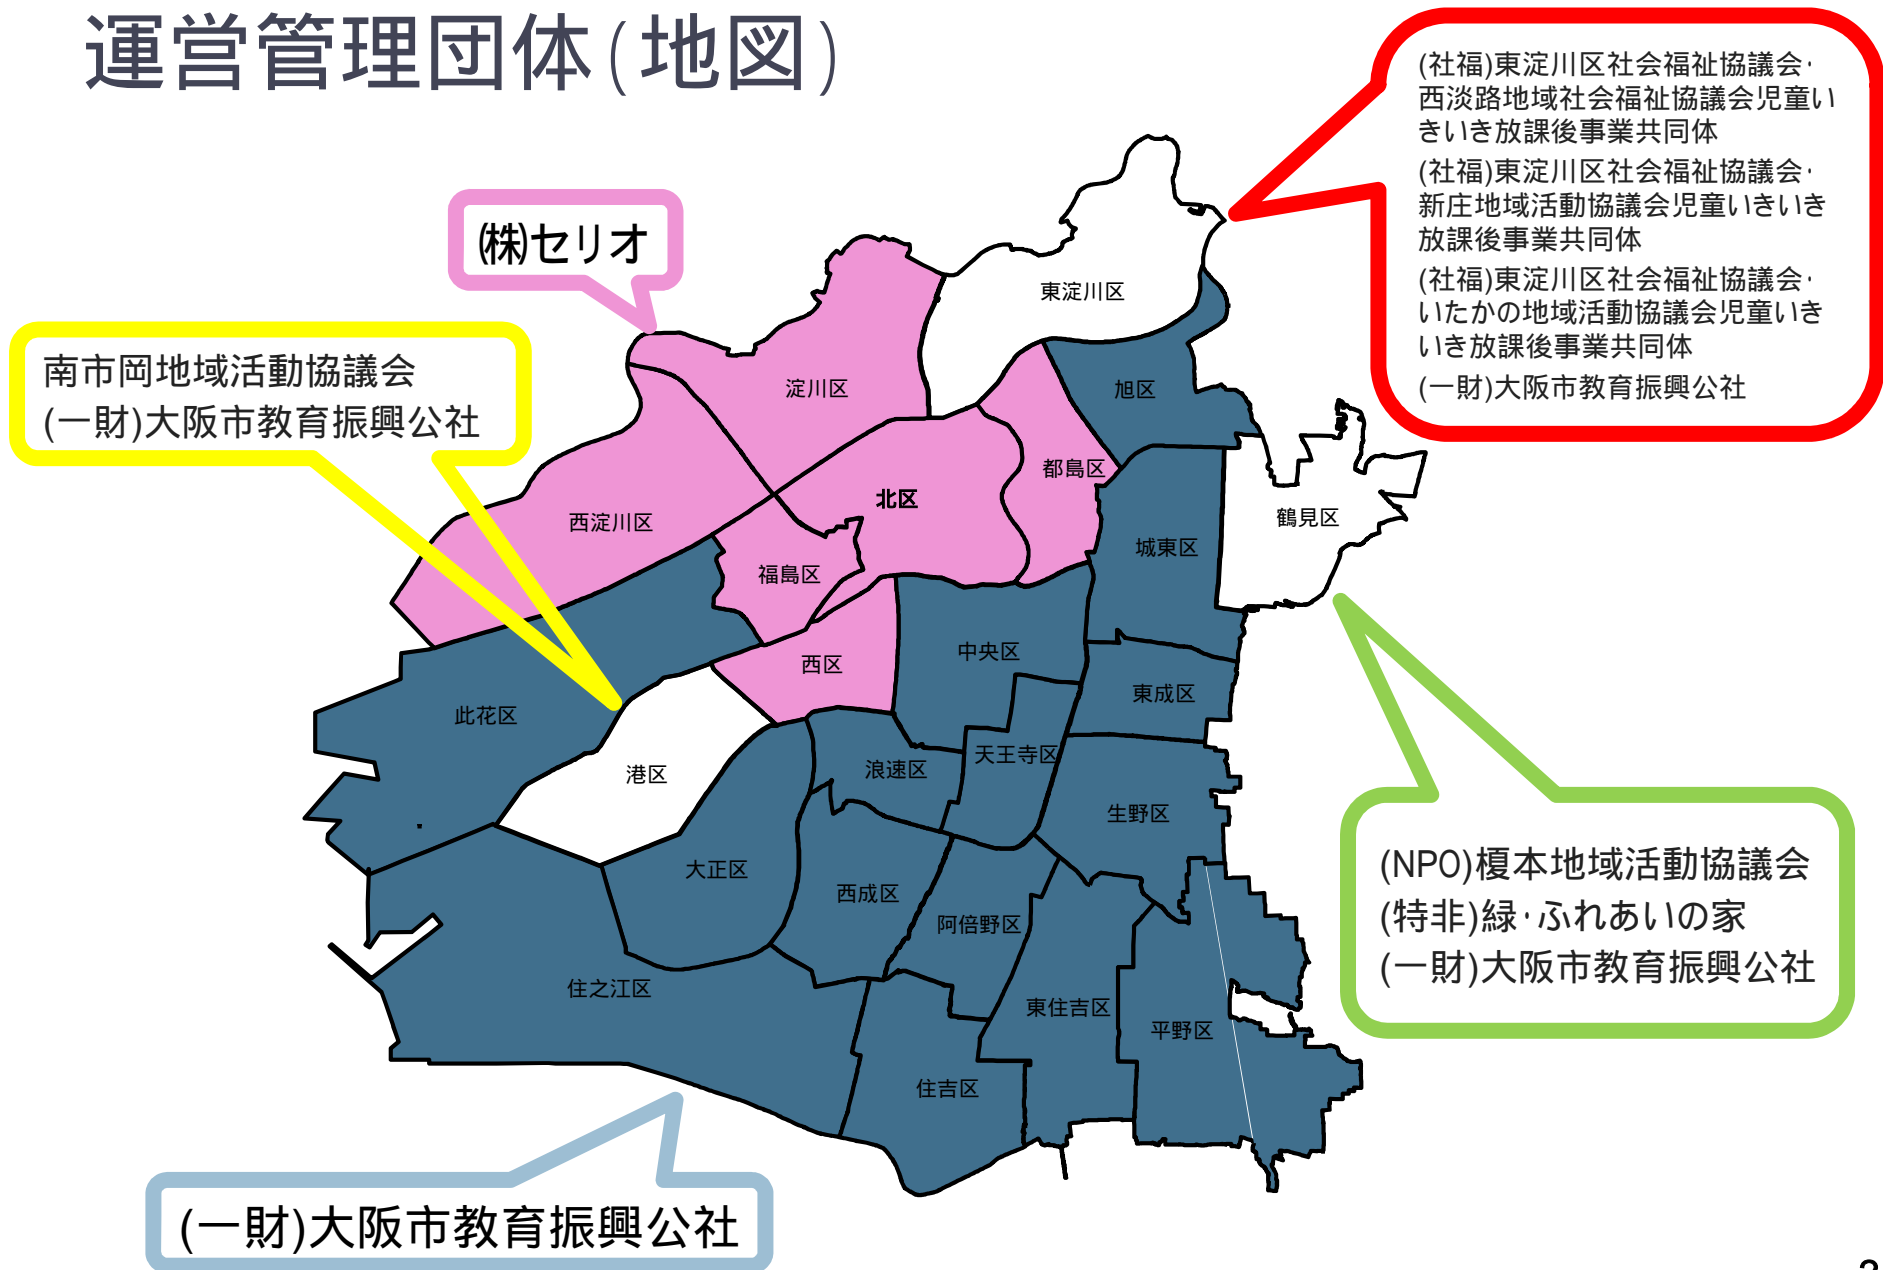 運営管理団体(地図)
(社福)東淀川区社会福祉協議会・
西淡路地域社会福祉協議会児童い
きいき放課後事業共同体
(社福)東淀川区社会福祉協議会・
新庄地域活動協議会児童いきいき
放課後事業共同体
(社福)東淀川区社会福祉協議会・
いたかの地域活動協議会児童いき
いき放課後事業共同体
(一財)大阪市教育振興公社
㈱セリオ
南市岡地域活動協議会
(一財)大阪市教育振興公社
東淀川区
淀川区
旭区
都島区
北区
西淀川区
鶴見区
城東区
福島区
西区
中央区
東成区
此花区
天王寺区
浪速区
港区
生野区
大正区
西成区
阿倍野区
住之江区
東住吉区
平野区
住吉区
(NPO)榎本地域活動協議会
(特非)緑・ふれあいの家
(一財)大阪市教育振興公社
(一財)大阪市教育振興公社